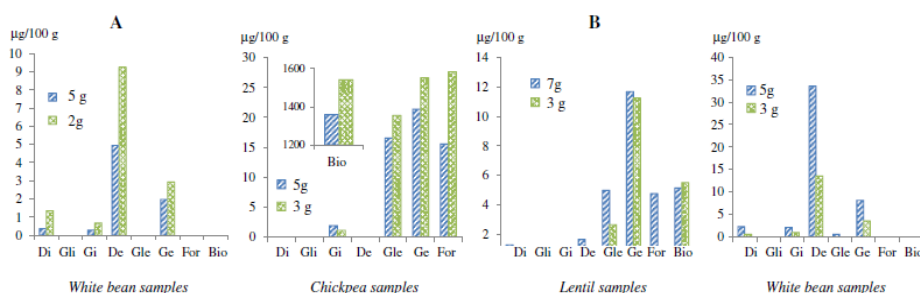 A
B
µg/100 g
10
9
8
7
6
5
4
3
2
1
0
5 g
2g
Di Gli Gi De Gle Ge For Bio
White bean samples
µg/100 g
30
25
20
15
10
5
0
1600
1400
1200
Bio
5g
3 g
Di Gli Gi De Gle Ge For
Chickpea samples
µg/100 g
14
12
10
8
6
4
2
7g
3 g
Di Gli Gi De Gle Ge For Bio
Lentil samples
µg/100 g
40
35
30
25
20
15
10
5
0
5g
3 g
Di Gli Gi De Gle Ge For Bio
White bean samples